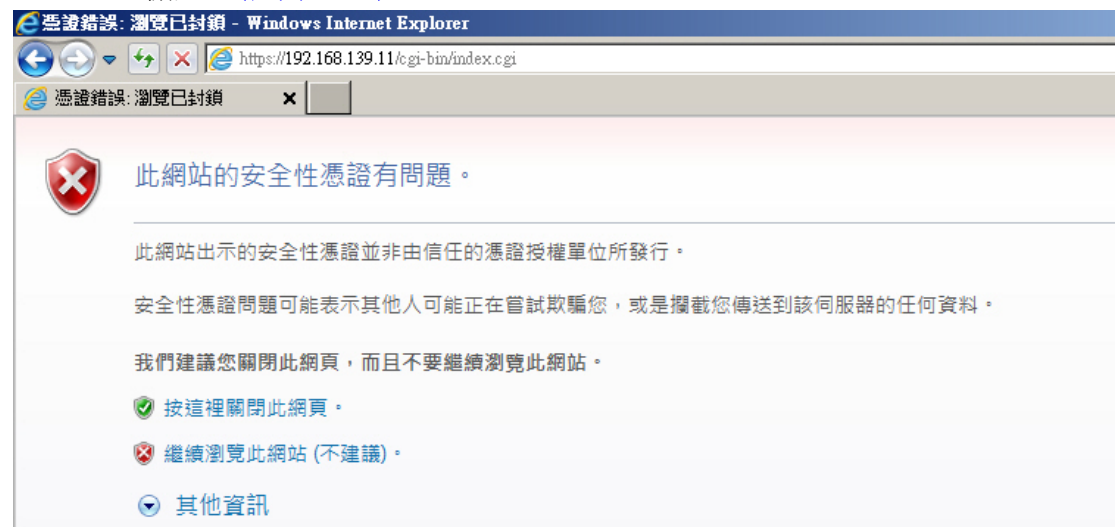 憑證錯誤: 瀏覽已封鎖 - Windows Internet Explorer
https://192.168.139.11/cgi-bin/index.cgi
憑證錯誤: 瀏覽已封鎖
此網站的安全性憑證有問題。
此網站出示的安全性憑證並非由信任的憑證授權單位所發行。
安全性憑證問題可能表示其他人可能正在嘗試欺騙您，或是攔截您傳送到該伺服器的任何資料。
我們建議您關閉此網頁，而且不要繼續瀏覽此網站。
按這裡關閉此網頁。
繼續瀏覽此網站 (不建議)。
其他資訊